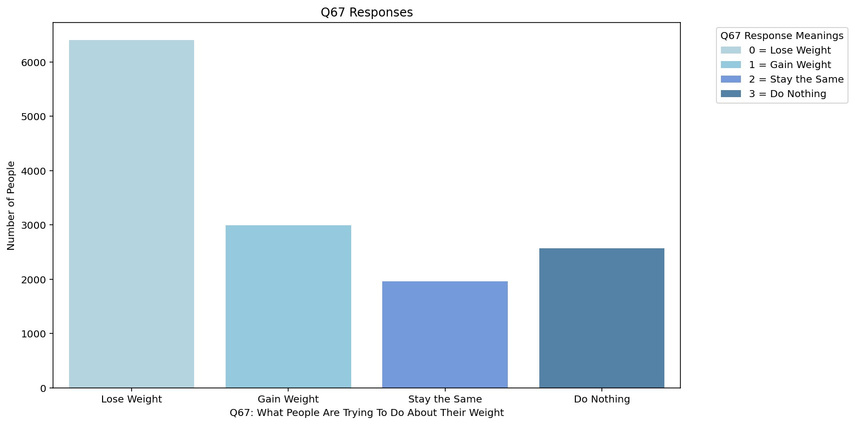 Q67 Responses
Q67 Response Meanings
0 = Lose Weight
1 = Gain Weight
2 = Stay the Same
3 = Do Nothing
Number of People
6000
5000
4000
3000
2000
1000
0
Lose Weight
Gain Weight
Stay the Same
Do Nothing
Q67: What People Are Trying To Do About Their Weight